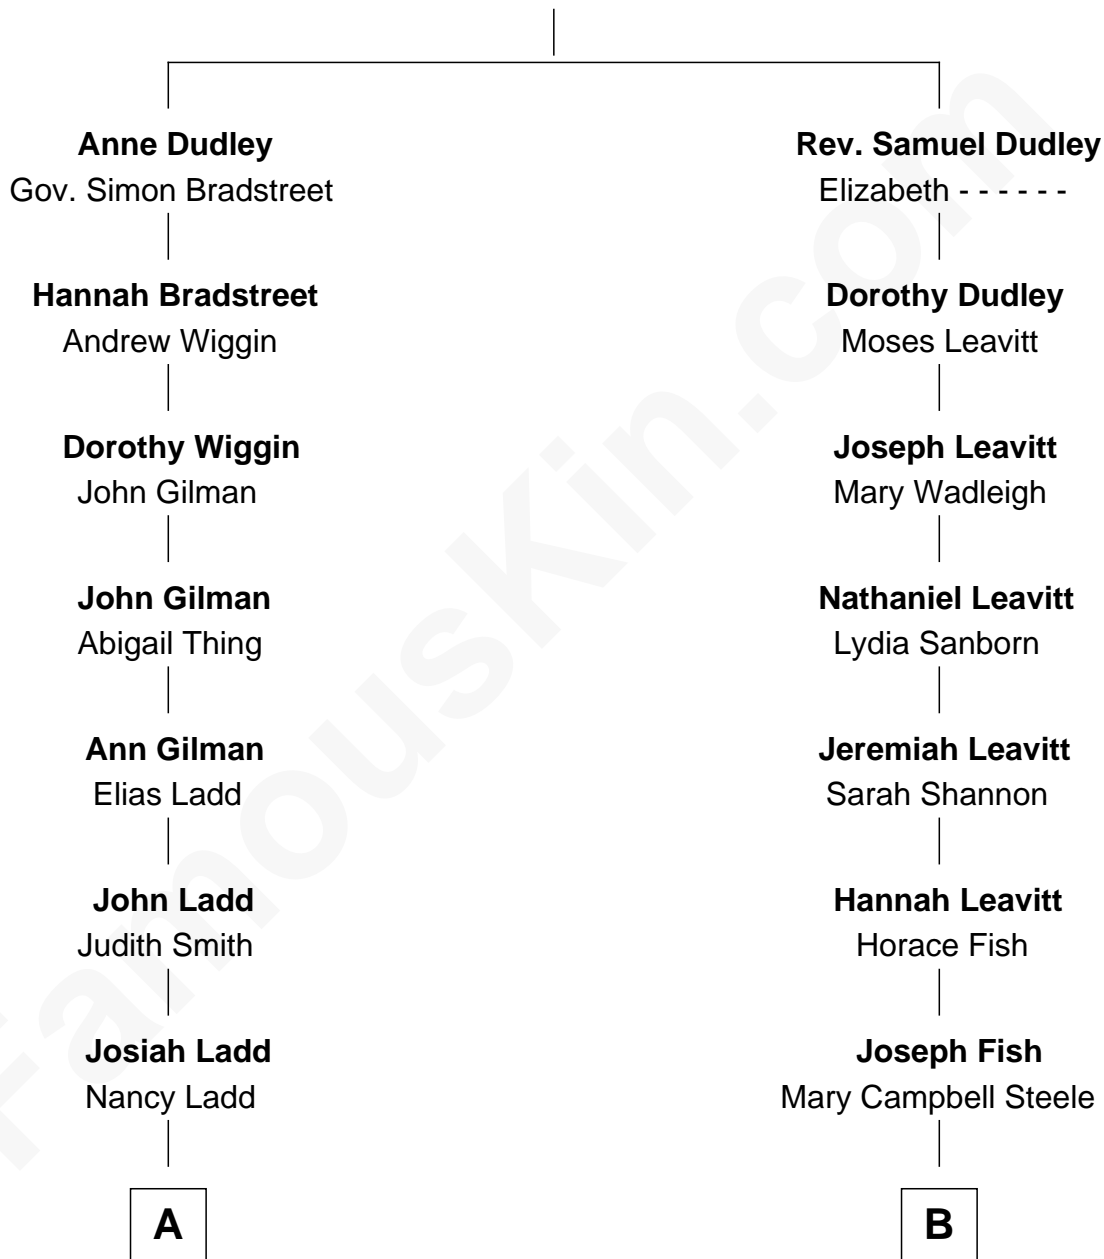 Anne Dudley
Gov. Simon Bradstreet
Hannah Bradstreet
Andrew Wiggin
Dorothy Wiggin
John Gilman
John Gilman
Abigail Thing
Ann Gilman
Elias Ladd
John Ladd
Judith Smith
Josiah Ladd
Nancy Ladd
A
Rev. Samuel Dudley
Elizabeth - - - - - -
Dorothy Dudley
Moses Leavitt
Joseph Leavitt
Mary Wadleigh
Nathaniel Leavitt
Lydia Sanborn
Jeremiah Leavitt
Sarah Shannon
Hannah Leavitt
Horace Fish
Joseph Fish
Mary Campbell Steele
B
FamousKin.com